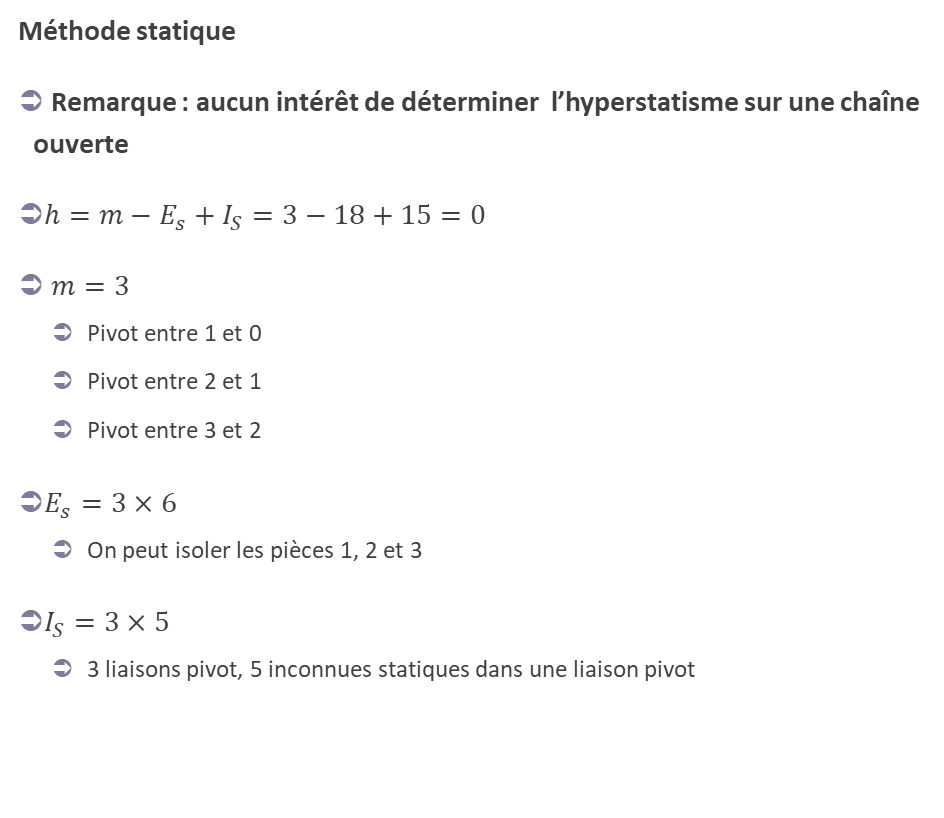 Méthode statique
Remarque : aucun intérêt de déterminer l’hyperstatisme sur une chaîne
ouverte
h = m − E_s + I_S = 3 − 18 + 15 = 0
m = 3
Pivot entre 1 et 0
Pivot entre 2 et 1
Pivot entre 3 et 2
E_s = 3 × 6
On peut isoler les pièces 1, 2 et 3
I_S = 3 × 5
3 liaisons pivot, 5 inconnues statiques dans une liaison pivot